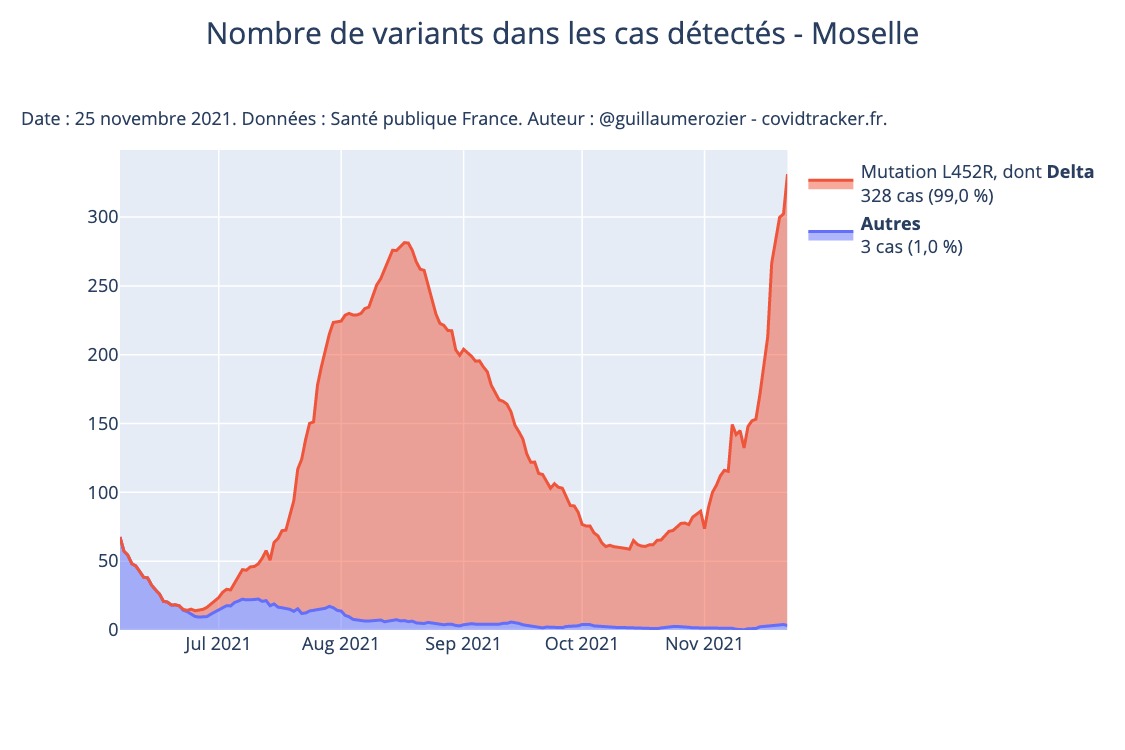 Nombre de variants dans les cas détectés - Moselle
Date : 25 novembre 2021. Données : Santé publique France. Auteur : @guillaumerozier - covidtracker.fr.
Mutation L452R, dont Delta
328 cas (99,0 %)
Autres
3 cas (1,0 %)
300
250
200
150
100
50
0
Jul 2021
Aug 2021
Sep 2021
Oct 2021
Nov 2021